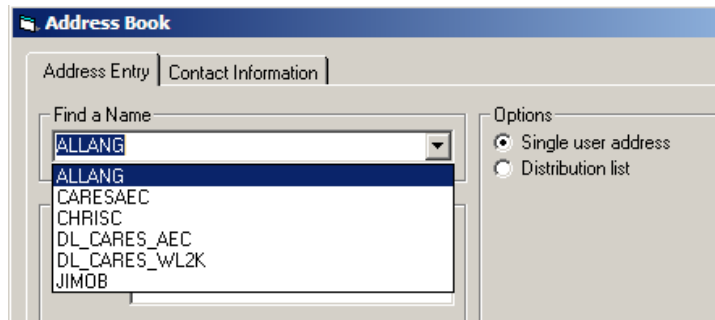 Address Book
Address Entry Contact Information
Find a Name
ALLANG
ALLANG
CARESAEC
CHRISC
DL_CARES_AEC
DL_CARES_WL2K
JIMOB
Options
Single user address
Distribution list